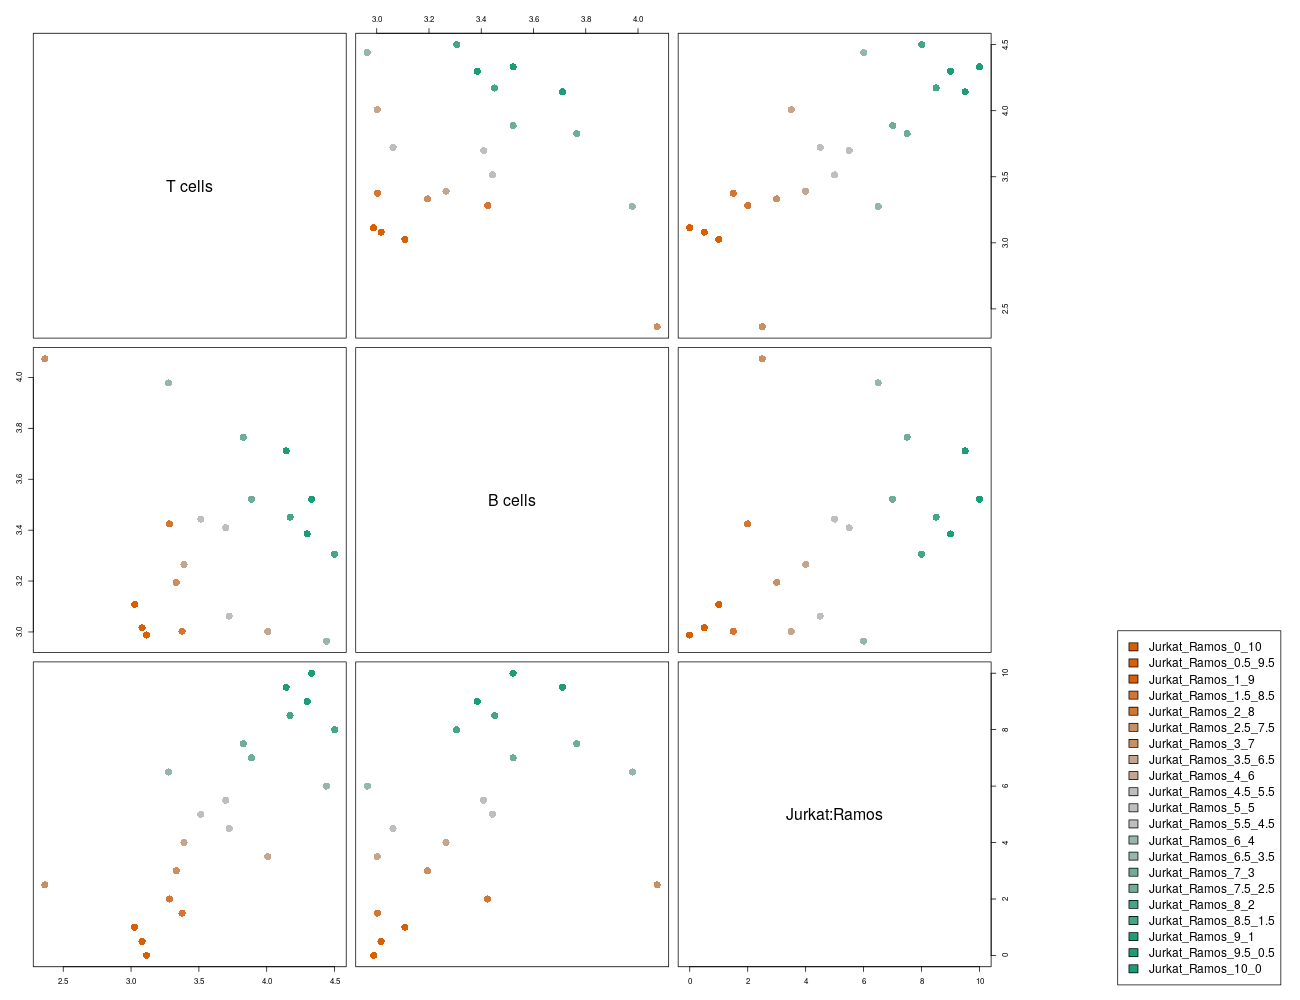 3.0 3.2 3.4 3.6 3.8 4.0
T cells
2.5 3.0 3.5 4.0 4.5
3.0 3.2 3.4 3.6 3.8 4.0
B cells
Jurkat:Ramos
0 2 4 6 8 10
2.5 3.0 3.5 4.0 4.5
0 2 4 6 8 10
Jurkat_Ramos_0_10
Jurkat_Ramos_0.5_9.5
Jurkat_Ramos_1_9
Jurkat_Ramos_1.5_8.5
Jurkat_Ramos_2_8
Jurkat_Ramos_2.5_7.5
Jurkat_Ramos_3_7
Jurkat_Ramos_3.5_6.5
Jurkat_Ramos_4_6
Jurkat_Ramos_4.5_5.5
Jurkat_Ramos_5_5
Jurkat_Ramos_5.5_4.5
Jurkat_Ramos_6_4
Jurkat_Ramos_6.5_3.5
Jurkat_Ramos_7_3
Jurkat_Ramos_7.5_2.5
Jurkat_Ramos_8_2
Jurkat_Ramos_8.5_1.5
Jurkat_Ramos_9_1
Jurkat_Ramos_9.5_0.5
Jurkat_Ramos_10_0